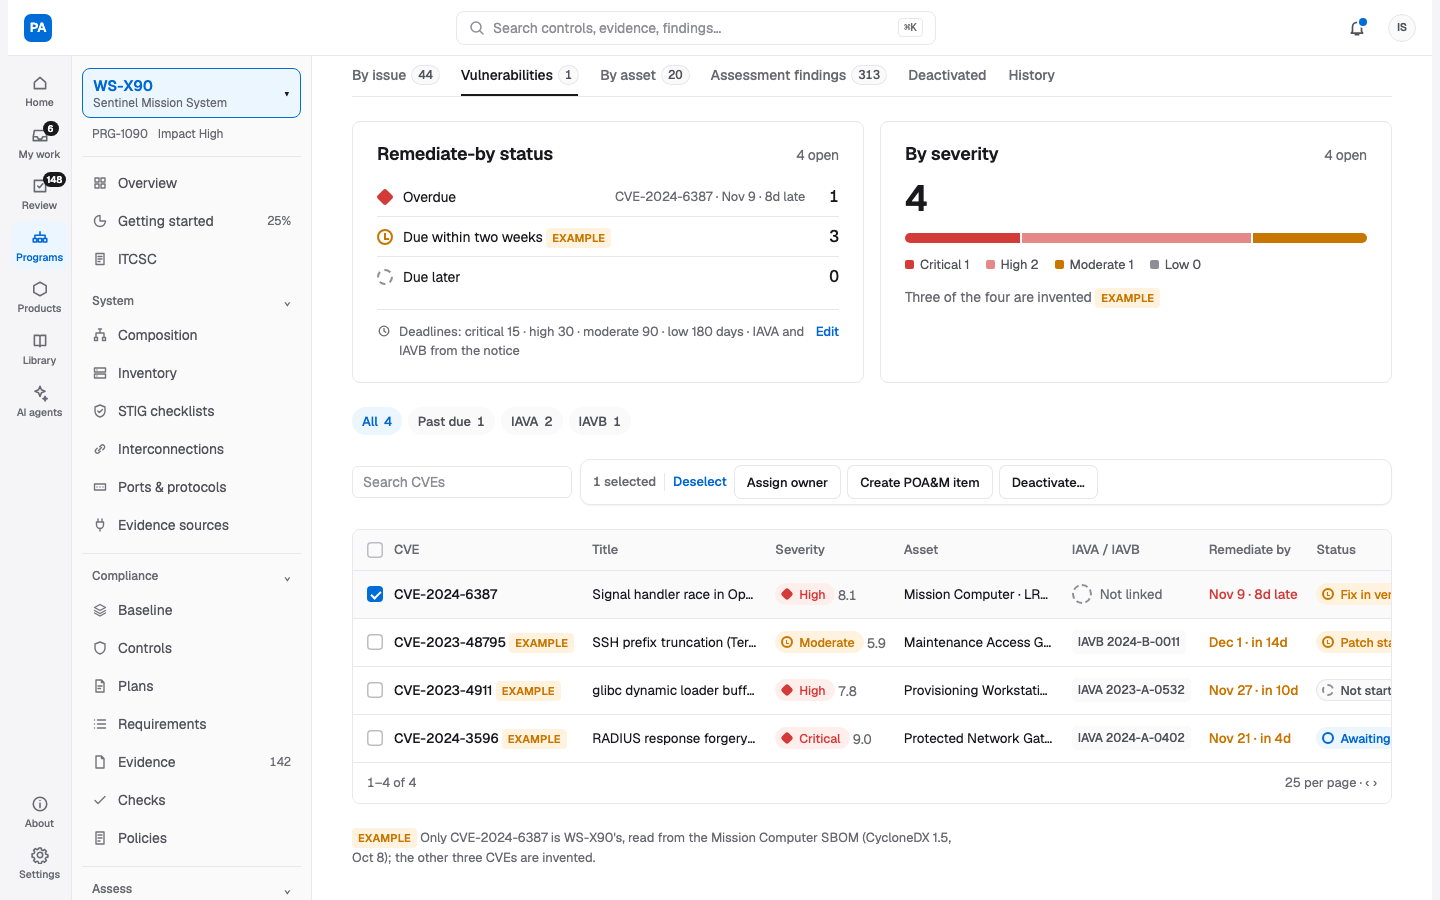 PA
Search controls, evidence, findings...
⌘K
IS
Home
6
My work
148
Review
Programs
Products
Library
AI agents
About
Settings
WS-X90
Sentinel Mission System
PRG-1090 Impact High
Overview
Getting started 25%
ITCSC
System
Composition
Inventory
STIG checklists
Interconnections
Ports & protocols
Evidence sources
Compliance
Baseline
Controls
Plans
Requirements
Evidence 142
Checks
Policies
Assess
By issue 44 Vulnerabilities 1 By asset 20 Assessment findings 313 Deactivated History
Remediate-by status 4 open
Overdue CVE-2024-6387 · Nov 9 · 8d late 1
Due within two weeks EXAMPLE 3
Due later 0
Deadlines: critical 15 · high 30 · moderate 90 · low 180 days · IAVA and Edit
IAVB from the notice
By severity 4 open
4
Critical 1 High 2 Moderate 1 Low 0
Three of the four are invented EXAMPLE
All 4 Past due 1 IAVA 2 IAVB 1
Search CVEs
1 selected Deselect Assign owner Create POA&M item Deactivate...
CVE Title Severity Asset IAVA / IAVB Remediate by Status
CVE-2024-6387 Signal handler race in Op... High 8.1 Mission Computer · LR... Not linked Nov 9 · 8d late Fix in ver
CVE-2023-48795 EXAMPLE SSH prefix truncation (Ter... Moderate 5.9 Maintenance Access G... IAVB 2024-B-0011 Dec 1 · in 14d Patch sta
CVE-2023-4911 EXAMPLE glibc dynamic loader buff... High 7.8 Provisioning Workstati... IAVA 2023-A-0532 Nov 27 · in 10d Not start
CVE-2024-3596 EXAMPLE RADIUS response forgery... Critical 9.0 Protected Network Gat... IAVA 2024-A-0402 Nov 21 · in 4d Awaiting
1–4 of 4 25 per page · ‹ ›
EXAMPLE Only CVE-2024-6387 is WS-X90's, read from the Mission Computer SBOM (CycloneDX 1.5,
Oct 8); the other three CVEs are invented.